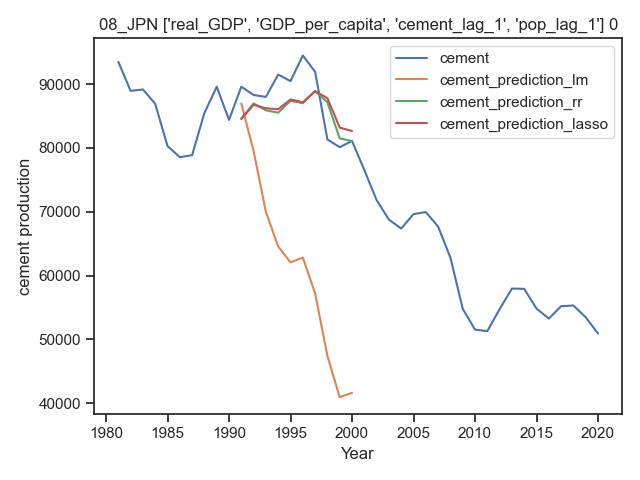 08_JPN ['real_GDP', 'GDP_per_capita', 'cement_lag_1', 'pop_lag_1'] 0
cement
cement_prediction_lm
cement_prediction_rr
cement_prediction_lasso
90000
80000
70000
60000
50000
40000
cement production
1980 1985 1990 1995 2000 2005 2010 2015 2020
Year